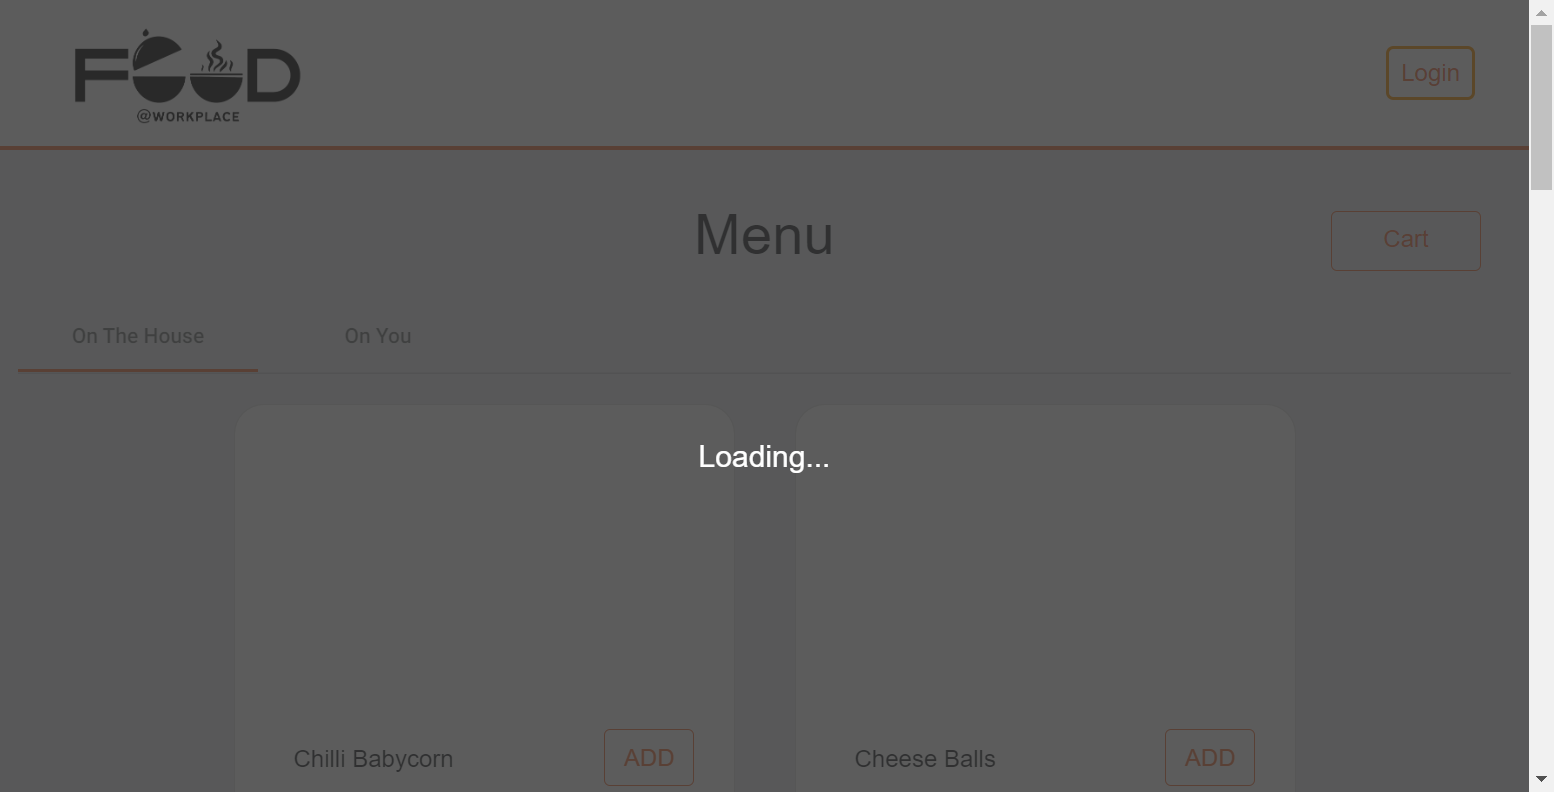 FOOD
@WORKPLACE
Login
Menu
Cart
On The House
On You
Loading...
Chilli Babycorn
ADD
Cheese Balls
ADD